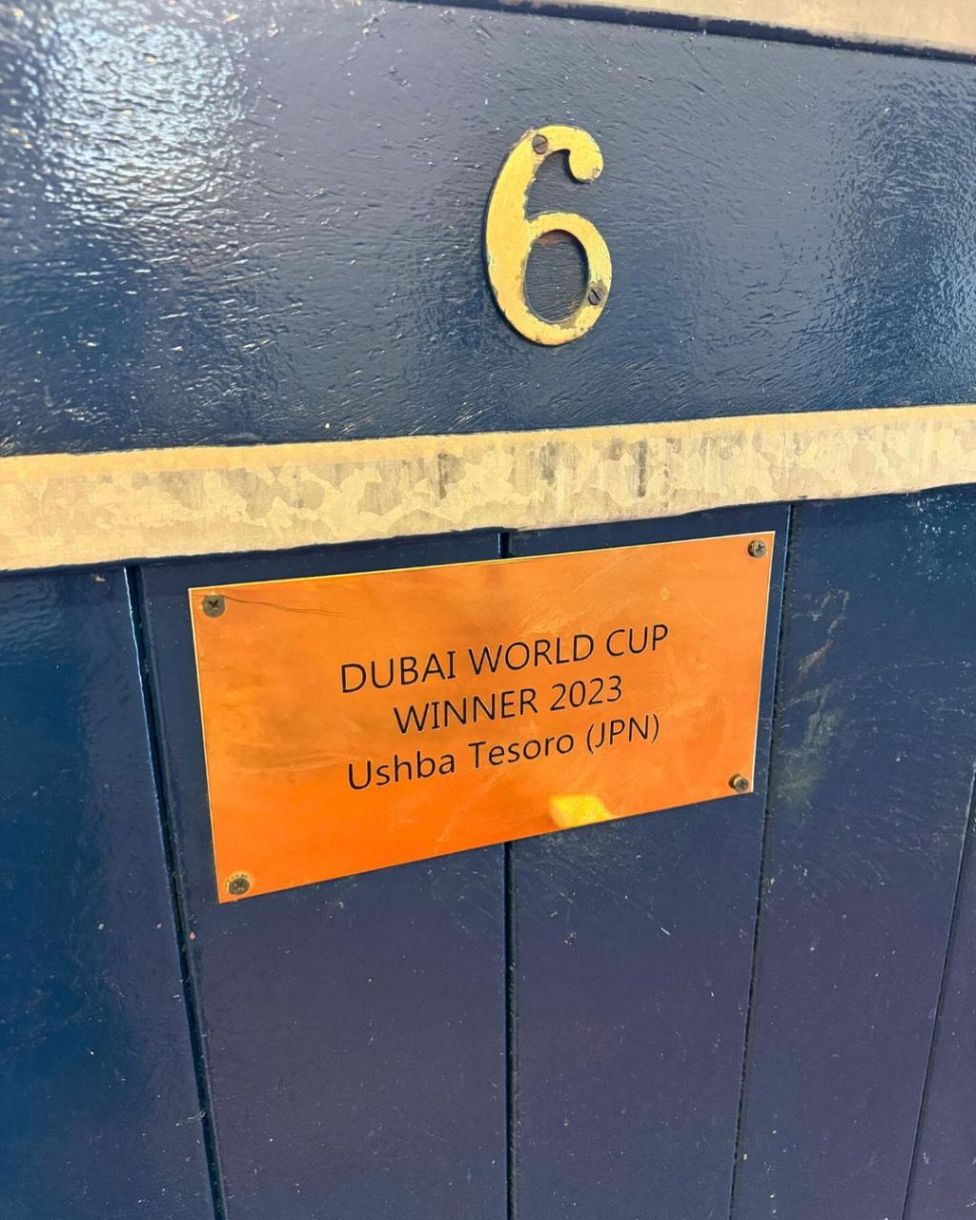 6
DUBAI WORLD CUP
WINNER 2023
Ushba Tesoro (JPN)